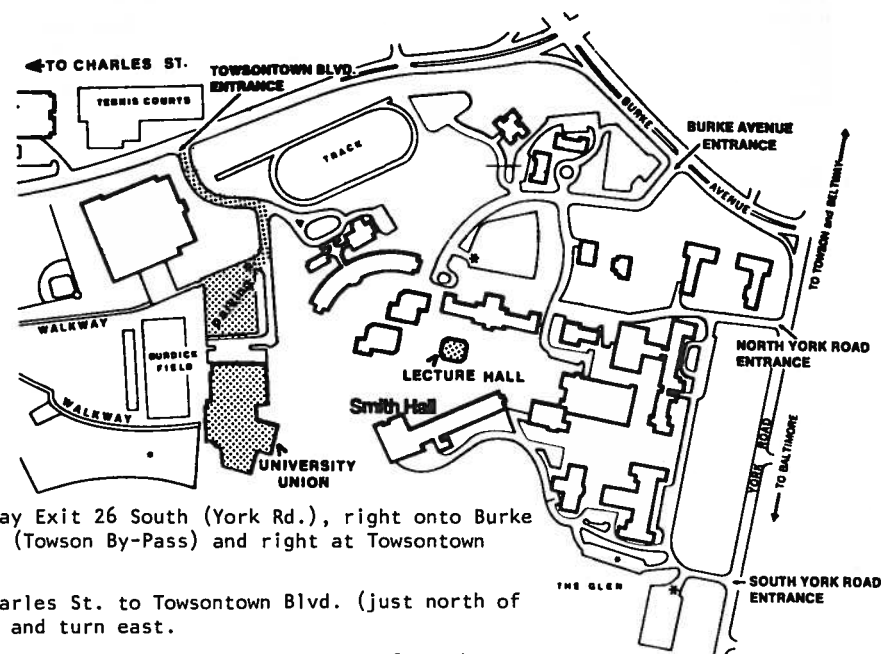 TO CHARLES ST.
TOWSONTOWN BLVD.
ENTRANCE
TENNIS COURTS
TRACK
BURKE
AVENUE
BURKE AVENUE
ENTRANCE
TO TOWSON and BELTWAY
PARKING
WALKWAY
BURDICK
FIELD
WALKWAY
LECTURE HALL
Smith Hall
UNIVERSITY
UNION
NORTH YORK ROAD
ENTRANCE
YORK ROAD
TO BALTIMORE
THE GLEN
SOUTH YORK ROAD
ENTRANCE
ay Exit 26 South (York Rd.), right onto Burke
(Towson By-Pass) and right at Towsontown
arles St. to Towsontown Blvd. (just north of
and turn east.